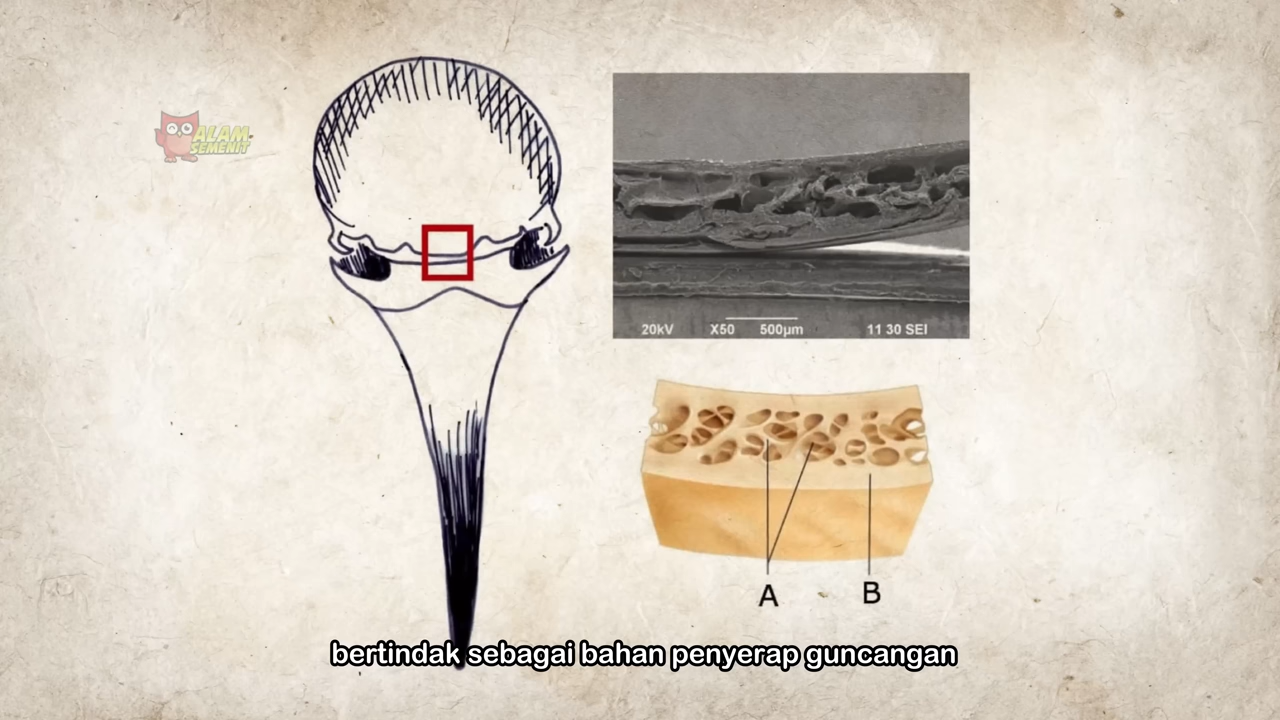 ALAM
SEMENIT
20kV X50 500μm 11 30 SEI
A B
bertindak sebagai bahan penyerap guncangan